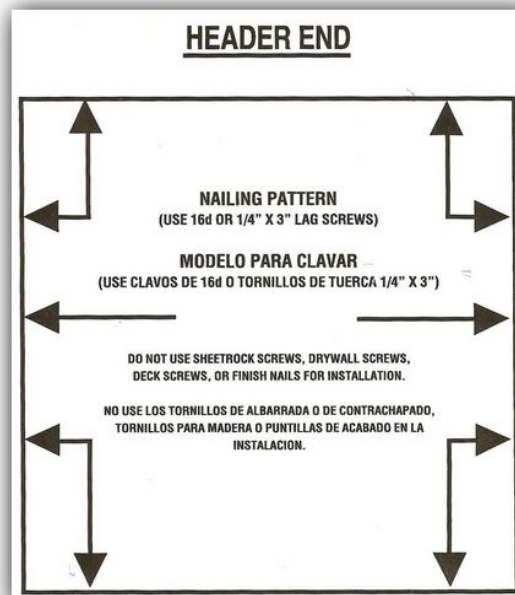 HEADER END
NAILING PATTERN
(USE 16d OR 1/4" X 3" LAG SCREWS)
MODELO PARA CLAVAR
(USE CLAVOS DE 16d O TORNILLOS DE TUERCA 1/4" X 3")
DO NOT USE SHEETROCK SCREWS, DRYWALL SCREWS,
DECK SCREWS, OR FINISH NAILS FOR INSTALLATION.
NO USE LOS TORNILLOS DE ALBARRADA O DE CONTRACHAPADO,
TORNILLOS PARA MADERA O PUNTILLAS DE ACABADO EN LA
INSTALACION.